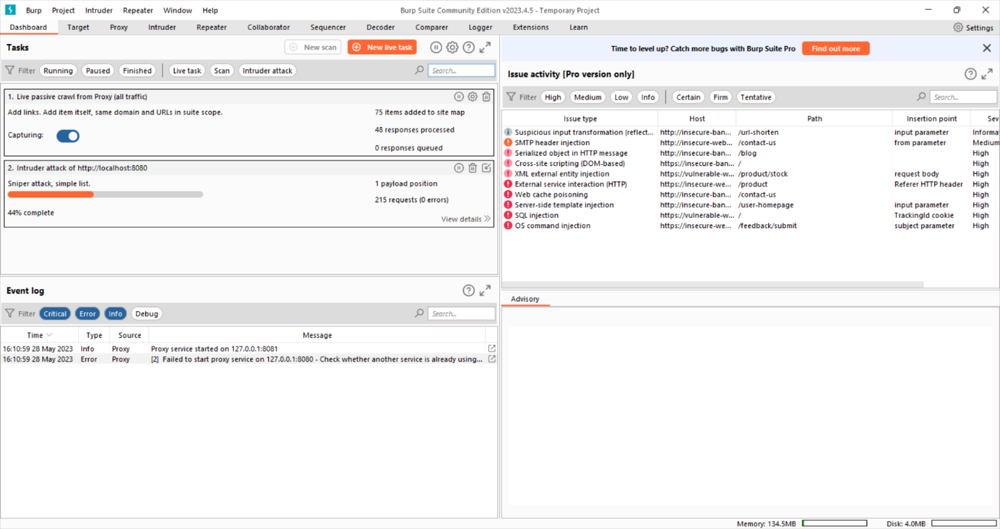 Burp Project Intruder Repeater Window Help Burp Suite Community Edition v2023.4.5 - Temporary Project
Dashboard Target Proxy Intruder Repeater Collaborator Sequencer Decoder Comparer Logger Extensions Learn Settings
Tasks New scan New live task
Filter Running Paused Finished Live task Scan Intruder attack Search...
1. Live passive crawl from Proxy (all traffic)
Add links. Add item itself, same domain and URLs in suite scope. 75 items added to site map
Capturing: 48 responses processed
0 responses queued
2. Intruder attack of http://localhost:8080
Sniper attack, simple list. 1 payload position
215 requests (0 errors)
44% complete
View details
Event log
Filter Critical Error Info Debug Search...
Time Type Source Message
16:10:59 28 May 2023 Info Proxy Proxy service started on 127.0.0.1:8081
16:10:59 28 May 2023 Error Proxy [2] Failed to start proxy service on 127.0.0.1:8080 - Check whether another service is already using...
Time to level up? Catch more bugs with Burp Suite Pro Find out more
Issue activity [Pro version only]
Filter High Medium Low Info Certain Firm Tentative Search...
Issue type Host Path Insertion point Sev
Suspicious input transformation (reflect... http://insecure-ban... /url-shorten input parameter Informa
SMTP header injection http://insecure-web... /contact-us from parameter Medium
Serialized object in HTTP message http://insecure-ban... /blog High
Cross-site scripting (DOM-based) https://insecure-ban... / High
XML external entity injection https://vulnerable-w... /product/stock request body High
External service interaction (HTTP) https://insecure-we... /product Referer HTTP header High
Web cache poisoning http://insecure-ban... /contact-us High
Server-side template injection http://insecure-ban... /user-homepage input parameter High
SQL injection https://vulnerable-w... / TrackingId cookie High
OS command injection https://insecure-we... /feedback/submit subject parameter High
Advisory
Memory: 134.5MB Disk: 4.0MB